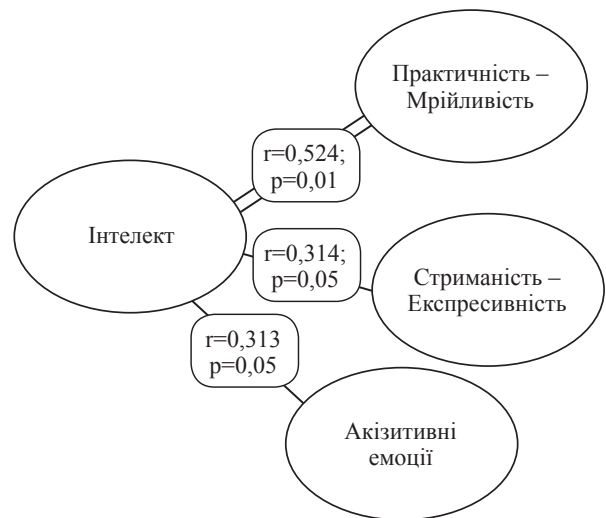 Практичність –
Мрійливість
r=0,524;
p=0,01
Інтелект
r=0,314;
p=0,05
Стриманість –
Експресивність
r=0,313
p=0,05
Акізитивні
емоції